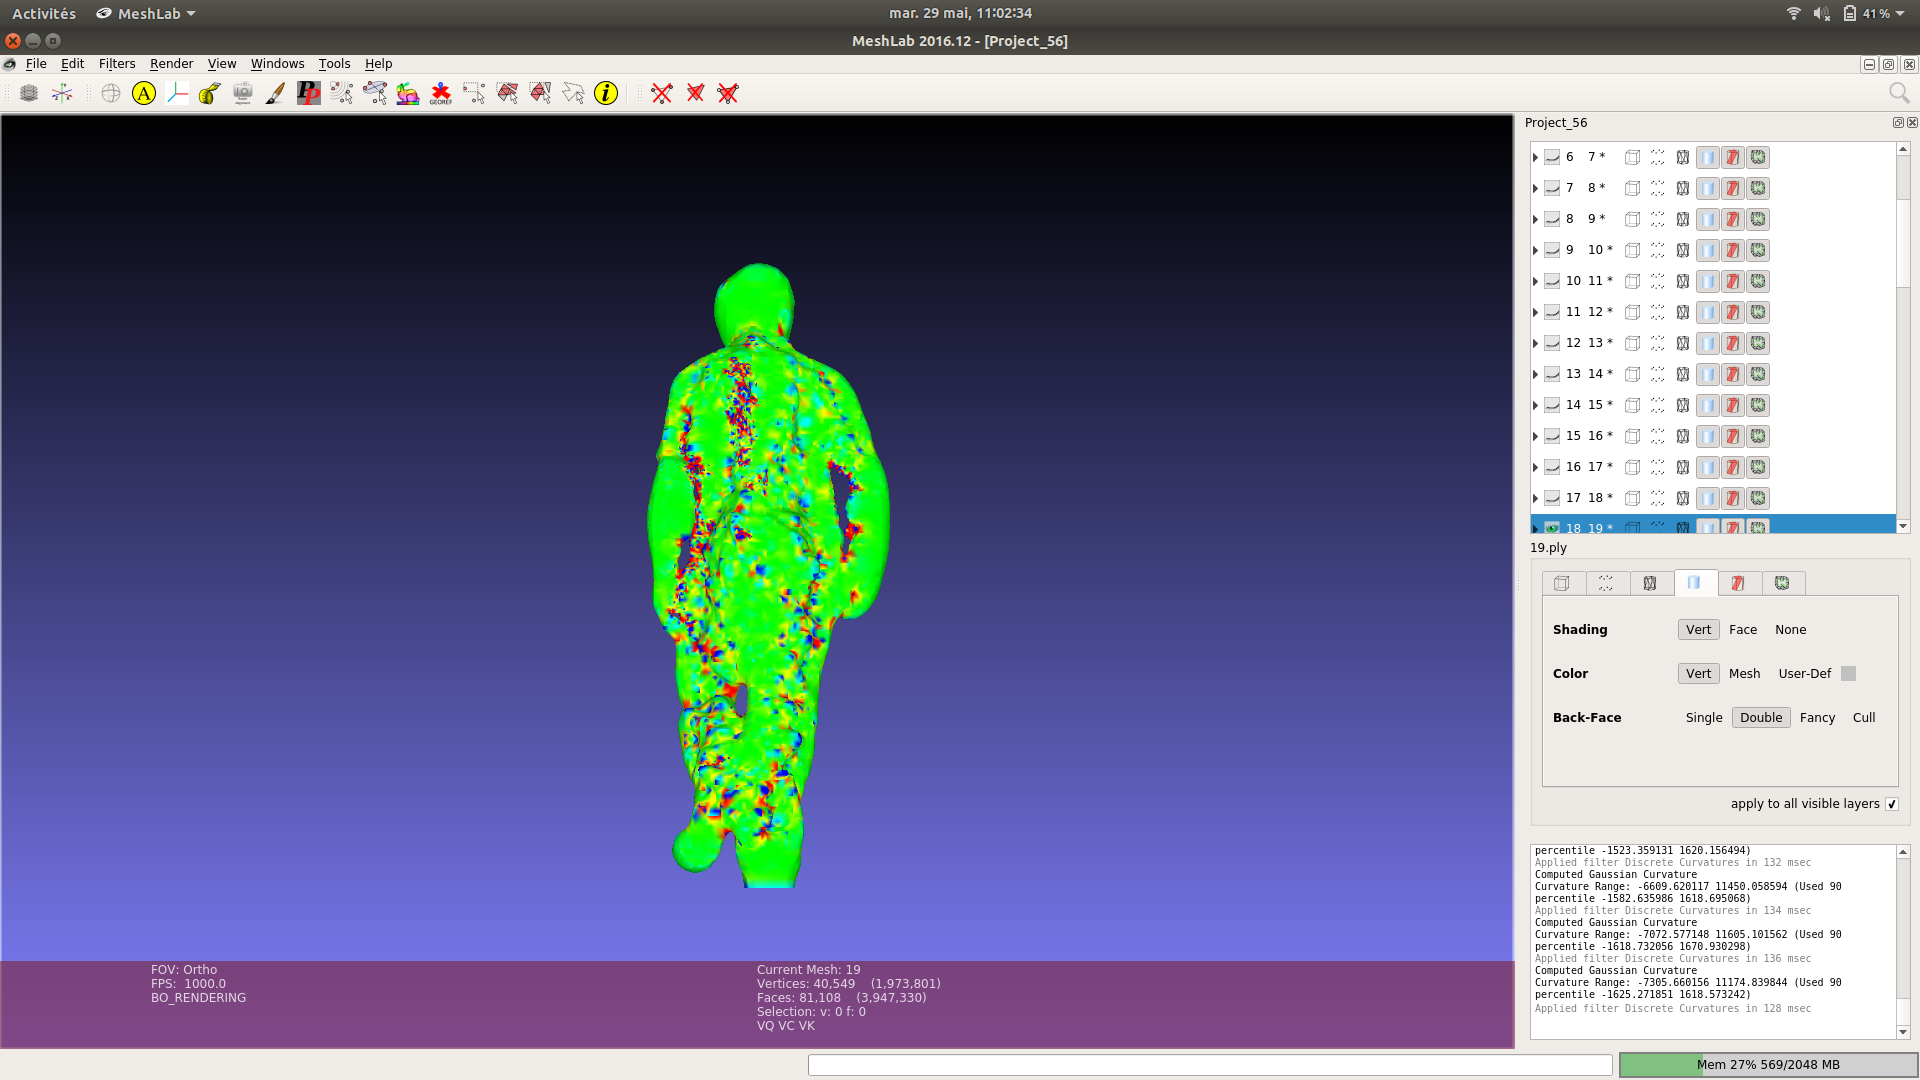 Activités MeshLab mar. 29 mai, 11:02:34 41 %
MeshLab 2016.12 - [Project_56]
File Edit Filters Render View Windows Tools Help
A PP GEOREF i
Project_56
6 7 *
7 8 *
8 9 *
9 10 *
10 11 *
11 12 *
12 13 *
13 14 *
14 15 *
15 16 *
16 17 *
17 18 *
18 19 *
19.ply
Shading Vert Face None
Color Vert Mesh User-Def
Back-Face Single Double Fancy Cull
apply to all visible layers
percentile -1523.359131 1620.156494)
Applied filter Discrete Curvatures in 132 msec
Computed Gaussian Curvature
Curvature Range: -6609.620117 11450.058594 (Used 90
percentile -1582.635986 1618.695068)
Applied filter Discrete Curvatures in 134 msec
Computed Gaussian Curvature
Curvature Range: -7072.577148 11605.101562 (Used 90
percentile -1618.732056 1670.930298)
Applied filter Discrete Curvatures in 136 msec
Computed Gaussian Curvature
Curvature Range: -7305.660156 11174.839844 (Used 90
percentile -1625.271851 1618.573242)
Applied filter Discrete Curvatures in 128 msec
FOV: Ortho
FPS: 1000.0
BO_RENDERING
Current Mesh: 19
Vertices: 40,549 (1,973,801)
Faces: 81,108 (3,947,330)
Selection: v: 0 f: 0
VQ VC VK
Mem 27% 569/2048 MB